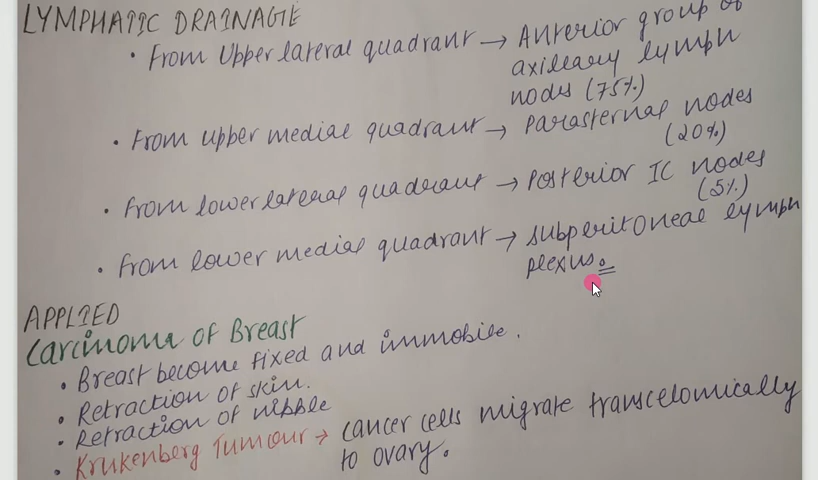 LYMPHATIC DRAINAGE
• From Upper lateral quadrant → Anterior group of
axillary lymph
nodes (75%)
• From upper medial quadrant → Parasternal nodes
(20%)
• From lower lateral quadrant → Posterior IC nodes
(5%)
• From lower medial quadrant → subperitoneal lymph
plexus.
APPLIED
Carcinoma of Breast
• Breast become fixed and immobile.
• Retraction of skin.
• Retraction of nipple
• Krukenberg Tumour → cancer cells migrate transcelomically
to ovary.